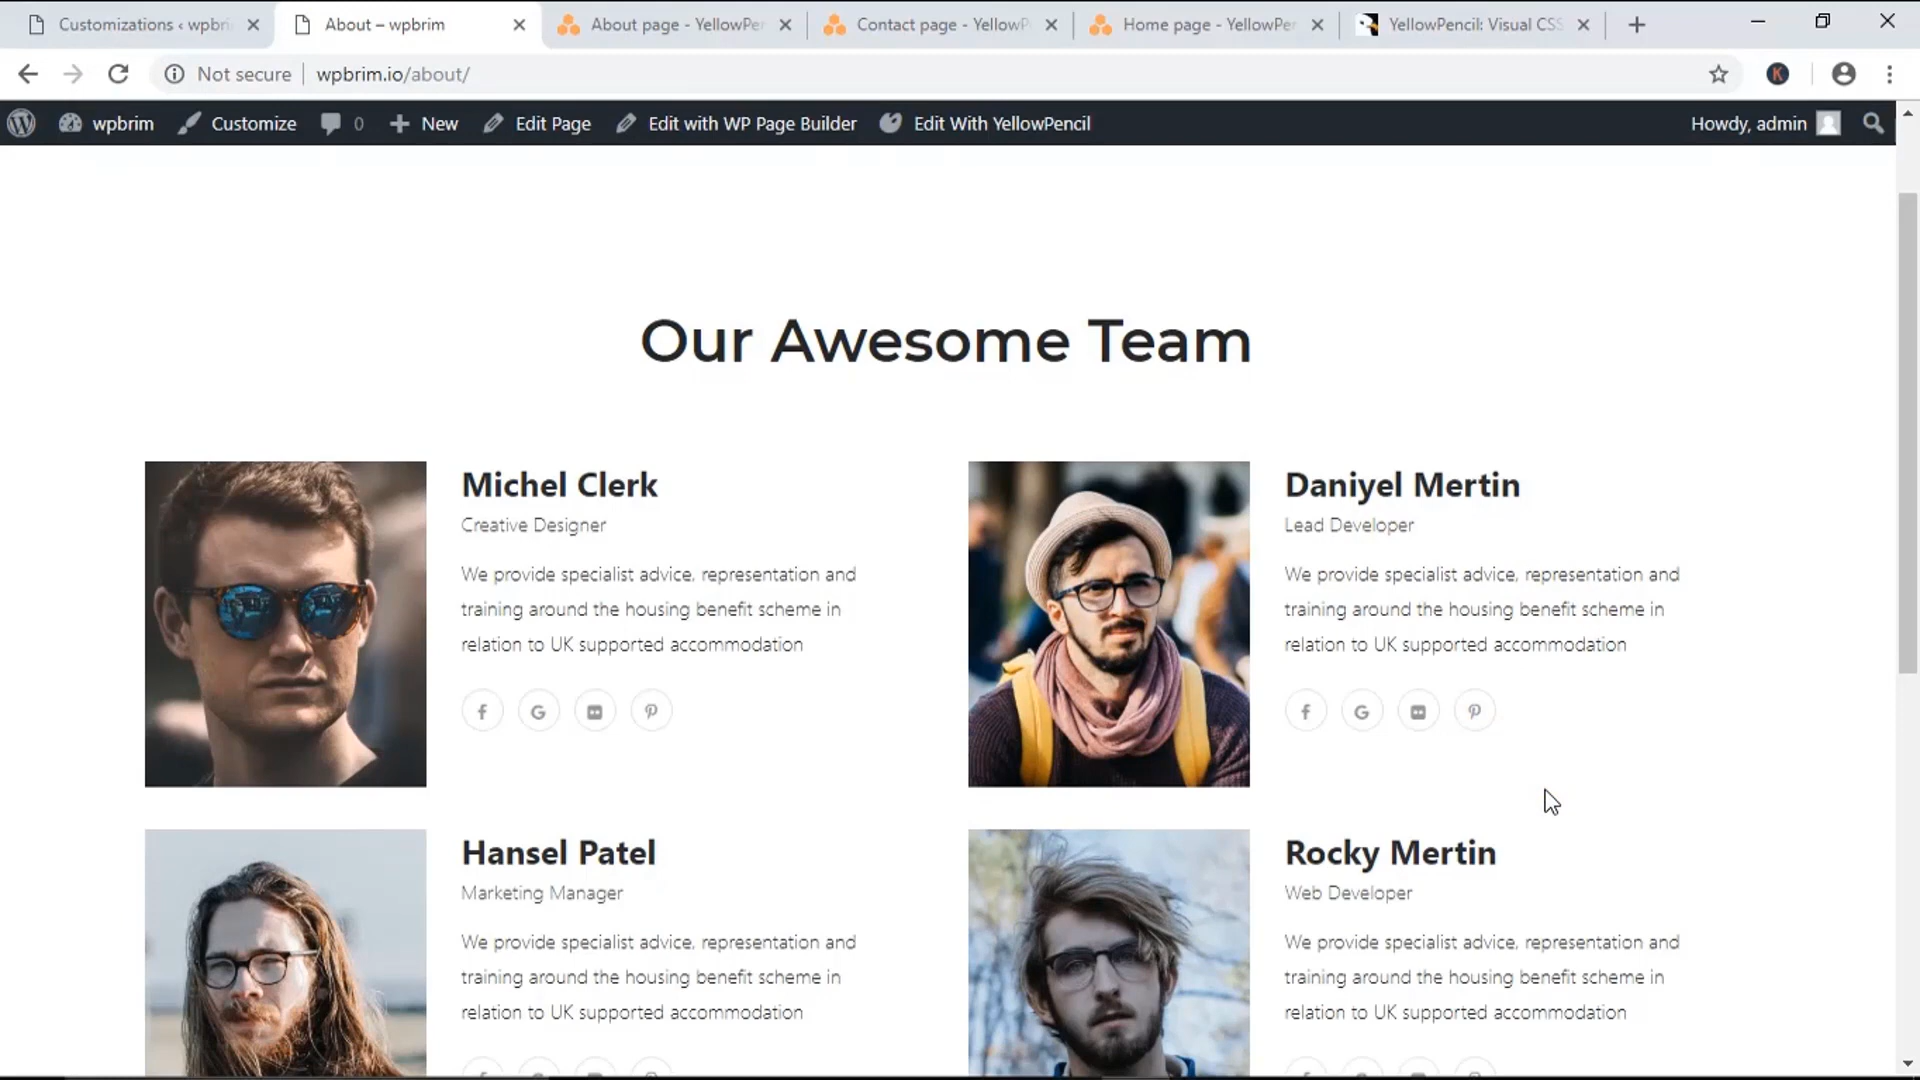 Customizations ‹ wpbri
About – wpbrim
About page - YellowPen
Contact page - YellowP
Home page - YellowPen
YellowPencil: Visual CSS
Not secure
wpbrim.io/about/
wpbrim
Customize
0
New
Edit Page
Edit with WP Page Builder
Edit With YellowPencil
Howdy, admin
Our Awesome Team
Michel Clerk
Creative Designer
We provide specialist advice, representation and
training around the housing benefit scheme in
relation to UK supported accommodation
Daniyel Mertin
Lead Developer
We provide specialist advice, representation and
training around the housing benefit scheme in
relation to UK supported accommodation
Hansel Patel
Marketing Manager
We provide specialist advice, representation and
training around the housing benefit scheme in
relation to UK supported accommodation
Rocky Mertin
Web Developer
We provide specialist advice, representation and
training around the housing benefit scheme in
relation to UK supported accommodation